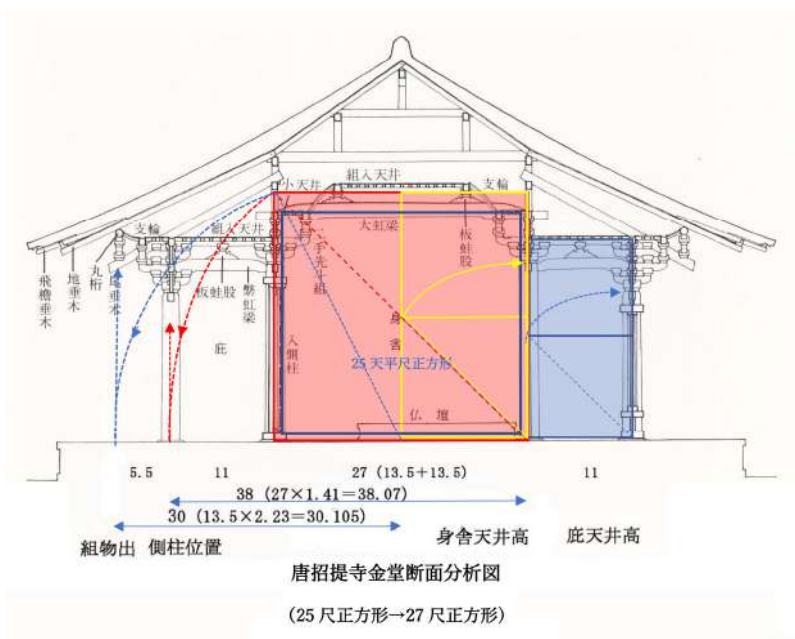 組入天井
小天井
支輪
大虹梁
支輪
組入天井
板蛙股
二手先斗組
丸桁
尾垂木
地垂木
飛檐垂木
板蛙股
繋虹梁
庇
入側柱
身舎
25 天平尺正方形
仏壇
5.5 11 27 (13.5+13.5) 11
38 (27×1.41=38.07)
30 (13.5×2.23=30.105)
組物出 側柱位置 身舎天井高 庇天井高
唐招提寺金堂断面分析図
(25 尺正方形→27 尺正方形)